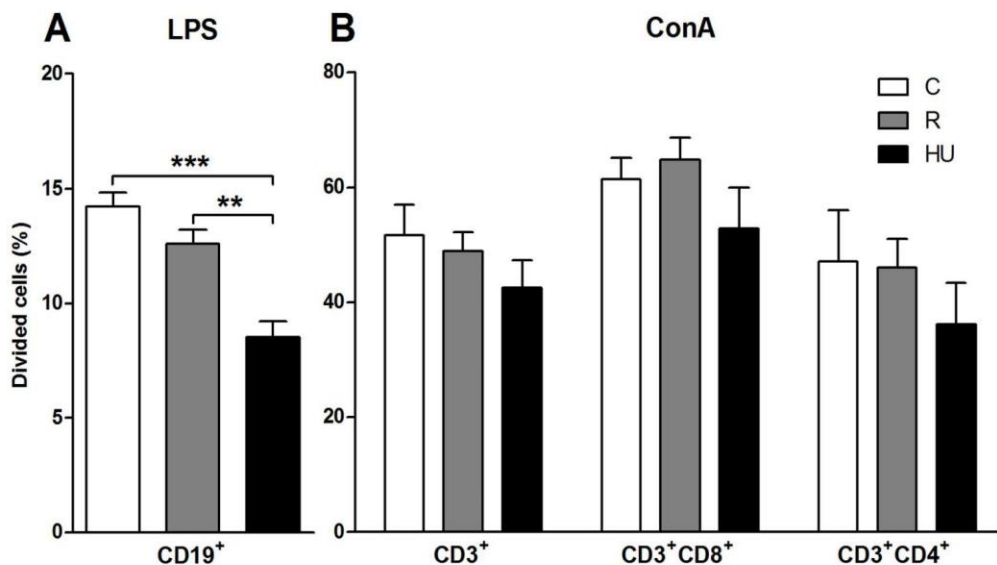 A LPS
B ConA
Divided cells (%)
20
15
10
5
0
***
**
CD19⁺
80
60
40
20
0
C
R
HU
CD3⁺
CD3⁺CD8⁺
CD3⁺CD4⁺